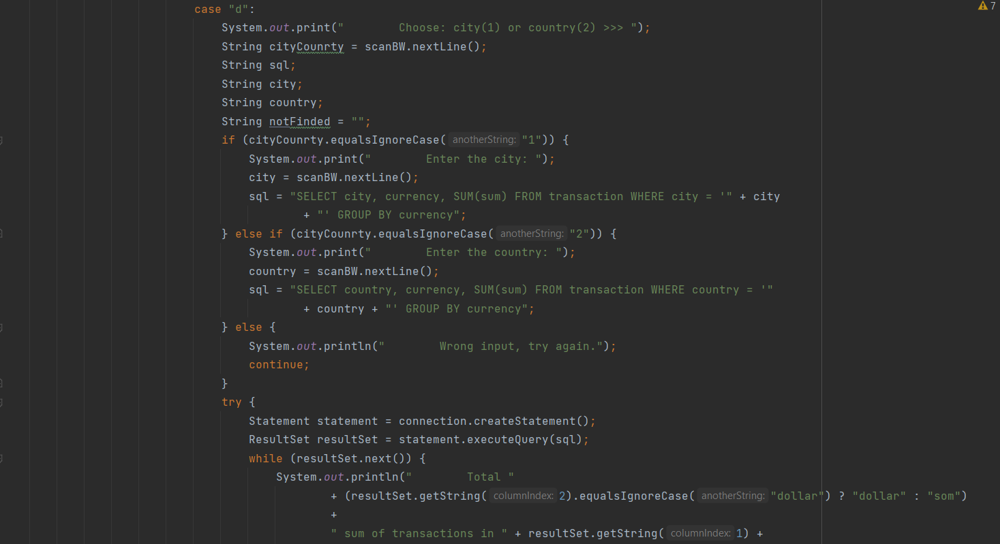 case "d":
7
System.out.print("        Choose: city(1) or country(2) >>> ");
String cityCounrty = scanBW.nextLine();
String sql;
String city;
String country;
String notFinded = "";
if (cityCounrty.equalsIgnoreCase( anotherString: "1")) {
System.out.print("        Enter the city: ");
city = scanBW.nextLine();
sql = "SELECT city, currency, SUM(sum) FROM transaction WHERE city = '" + city
+ "' GROUP BY currency";
} else if (cityCounrty.equalsIgnoreCase( anotherString: "2")) {
System.out.print("        Enter the country: ");
country = scanBW.nextLine();
sql = "SELECT country, currency, SUM(sum) FROM transaction WHERE country = '"
+ country + "' GROUP BY currency";
} else {
System.out.println("        Wrong input, try again.");
continue;
}
try {
Statement statement = connection.createStatement();
ResultSet resultSet = statement.executeQuery(sql);
while (resultSet.next()) {
System.out.println("        Total "
+ (resultSet.getString( columnIndex: 2).equalsIgnoreCase( anotherString: "dollar") ? "dollar" : "som")
+
" sum of transactions in " + resultSet.getString( columnIndex: 1) +